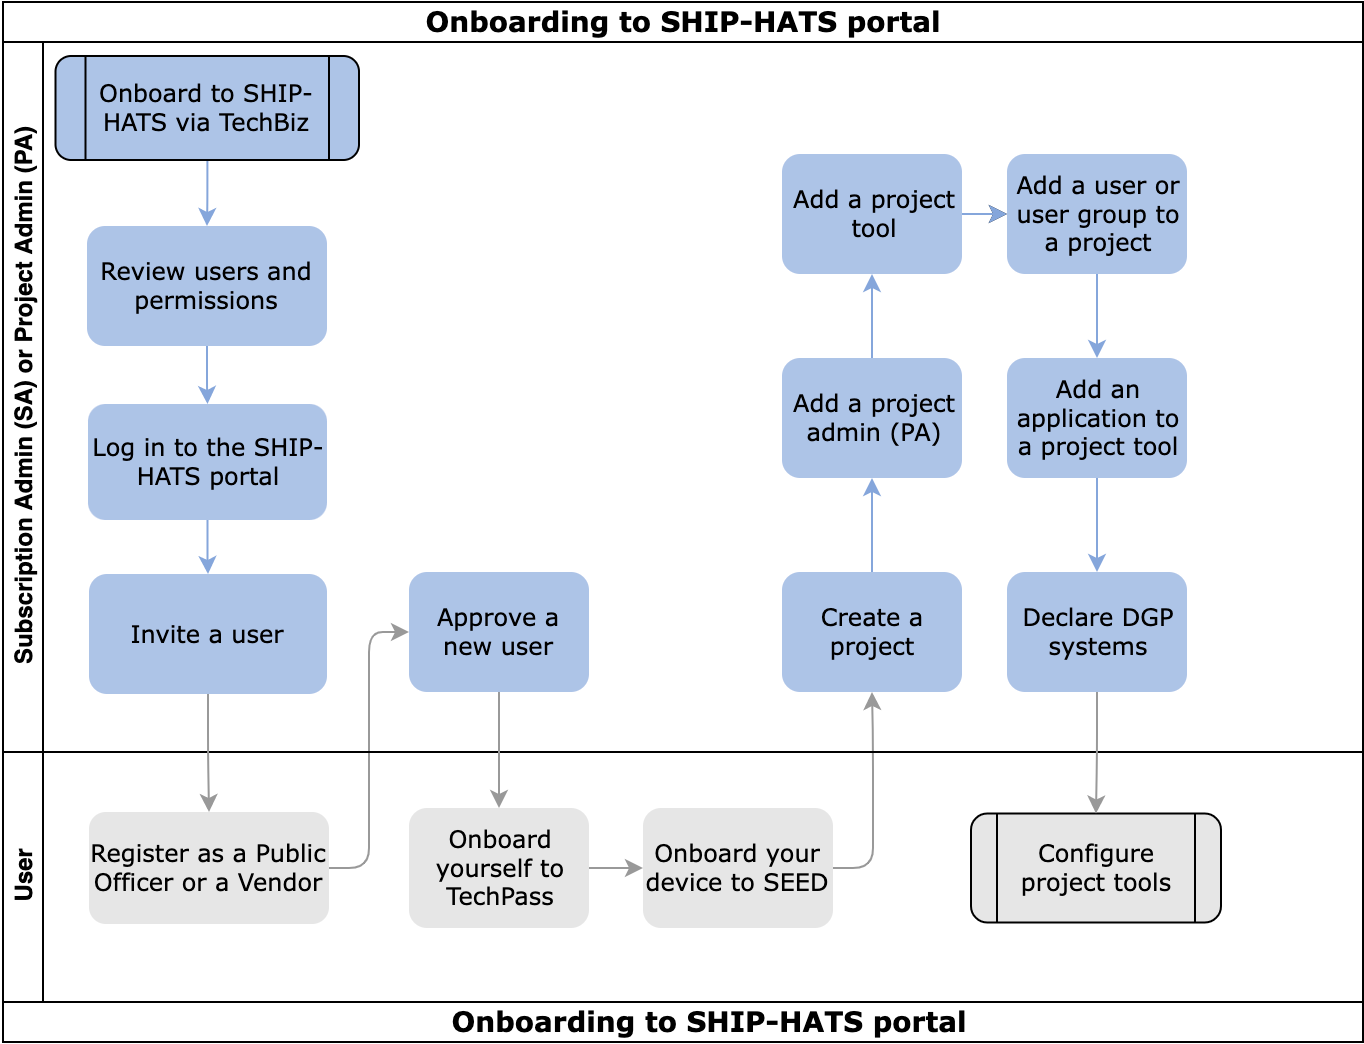 Onboarding to SHIP-HATS portal
Subscription Admin (SA) or Project Admin (PA)
Onboard to SHIP-
HATS via TechBiz
Review users and
permissions
Log in to the SHIP-
HATS portal
Invite a user
Approve a
new user
Create a
project
Add a project
admin (PA)
Add a project
tool
Add a user or
user group to
a project
Add an
application to
a project tool
Declare DGP
systems
User
Register as a Public
Officer or a Vendor
Onboard
yourself to
TechPass
Onboard your
device to SEED
Configure
project tools
Onboarding to SHIP-HATS portal